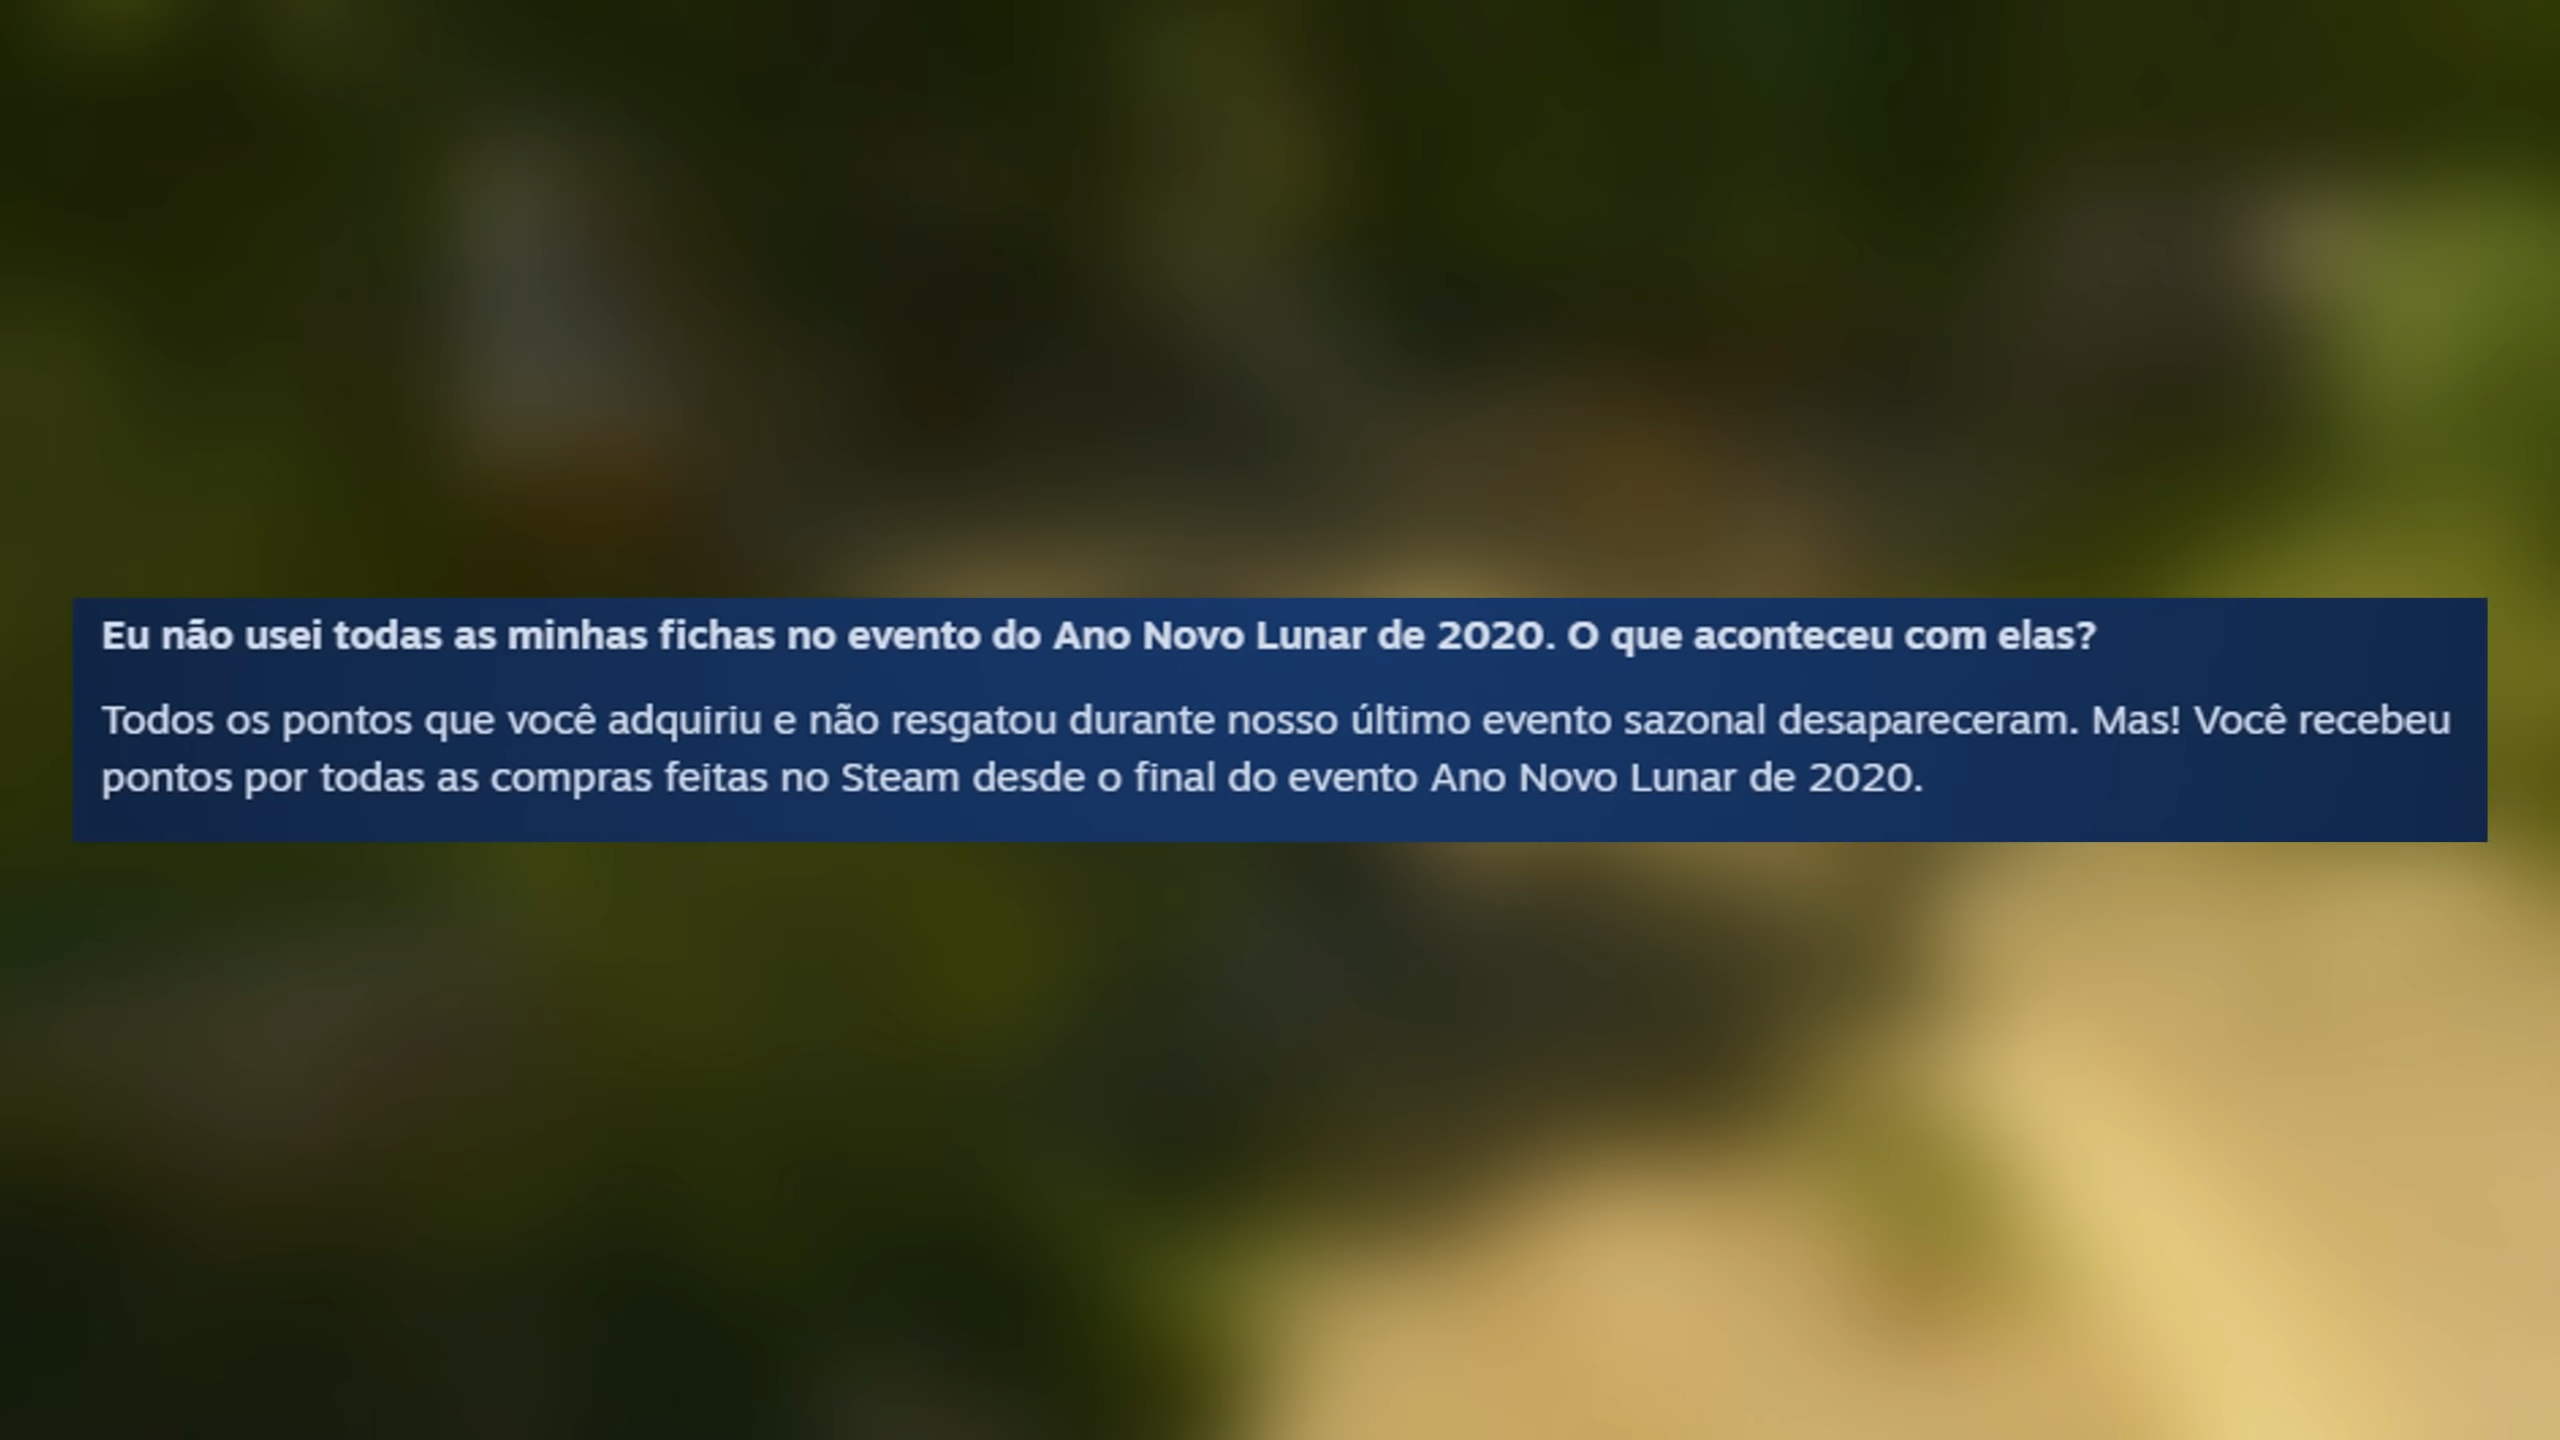 Eu não usei todas as minhas fichas no evento do Ano Novo Lunar de 2020. O que aconteceu com elas?
Todos os pontos que você adquiriu e não resgatou durante nosso último evento sazonal desapareceram. Mas! Você recebeu
pontos por todas as compras feitas no Steam desde o final do evento Ano Novo Lunar de 2020.